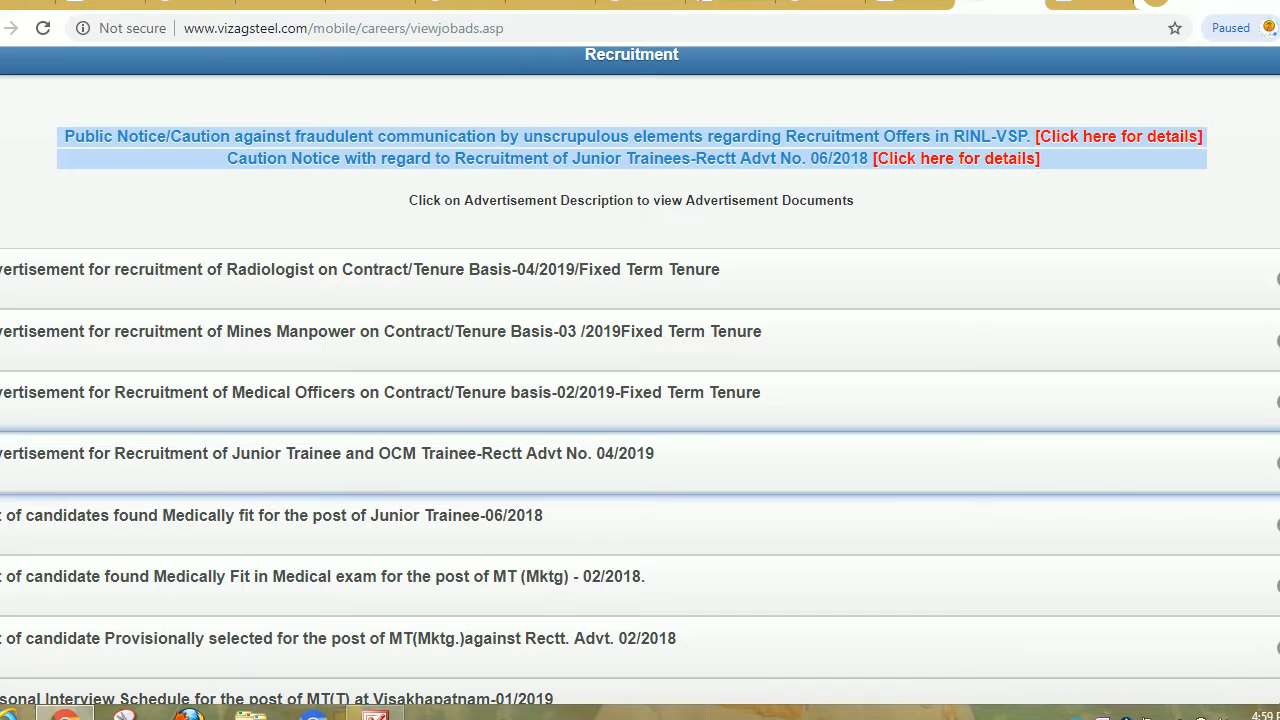 Not secure www.vizagsteel.com/mobile/careers/viewjobads.asp Paused
Recruitment
Public Notice/Caution against fraudulent communication by unscrupulous elements regarding Recruitment Offers in RINL-VSP. [Click here for details]
Caution Notice with regard to Recruitment of Junior Trainees-Rectt Advt No. 06/2018 [Click here for details]
Click on Advertisement Description to view Advertisement Documents
vertisement for recruitment of Radiologist on Contract/Tenure Basis-04/2019/Fixed Term Tenure
vertisement for recruitment of Mines Manpower on Contract/Tenure Basis-03 /2019Fixed Term Tenure
vertisement for Recruitment of Medical Officers on Contract/Tenure basis-02/2019-Fixed Term Tenure
vertisement for Recruitment of Junior Trainee and OCM Trainee-Rectt Advt No. 04/2019
t of candidates found Medically fit for the post of Junior Trainee-06/2018
t of candidate found Medically Fit in Medical exam for the post of MT (Mktg) - 02/2018.
t of candidate Provisionally selected for the post of MT(Mktg.)against Rectt. Advt. 02/2018
sonal Interview Schedule for the post of MT(T) at Visakhapatnam-01/2019
4:59